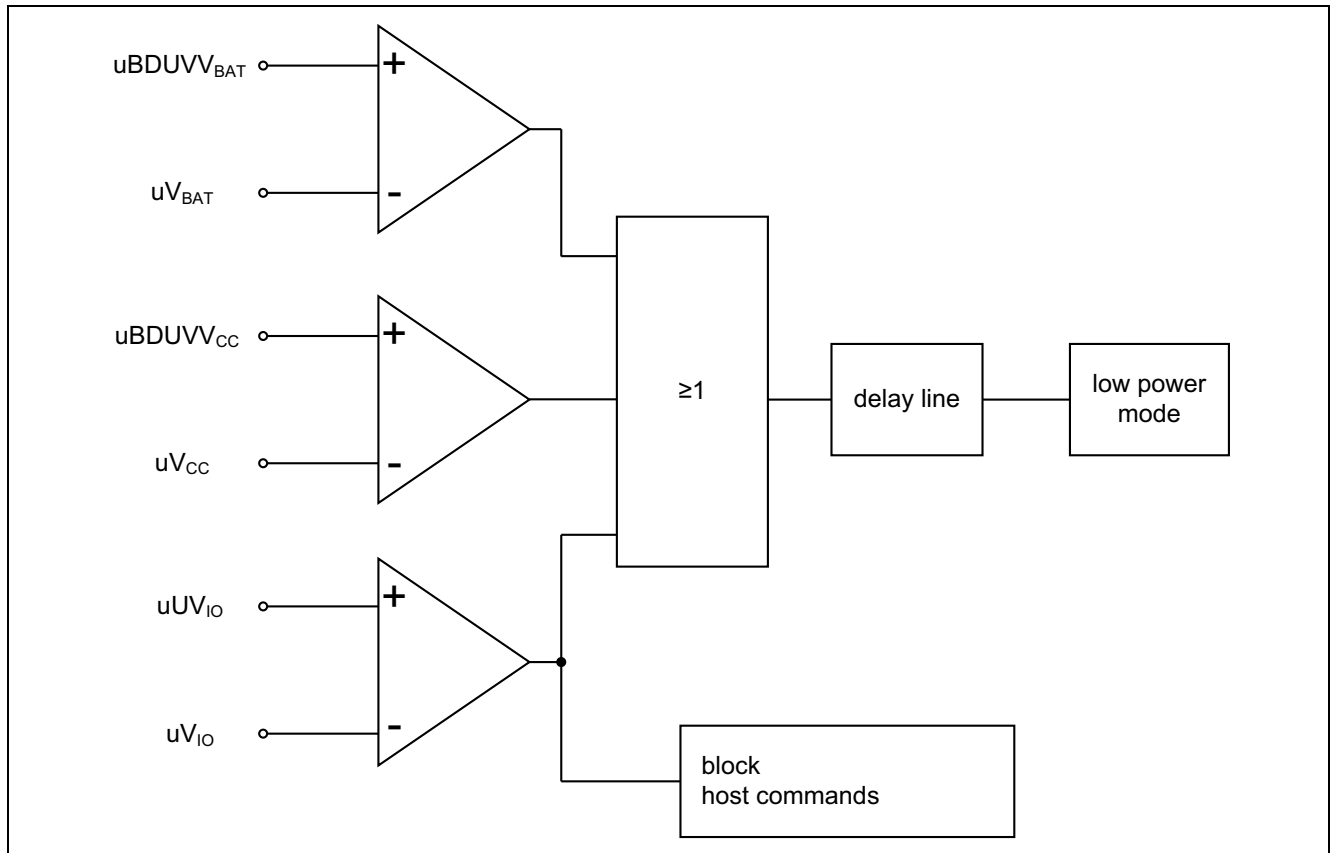 uBDUVV_BAT
+
uV_BAT
-
uBDUVV_CC
+
uV_CC
-
≥1
delay line
low power
mode
uUV_IO
+
uV_IO
-
block
host commands